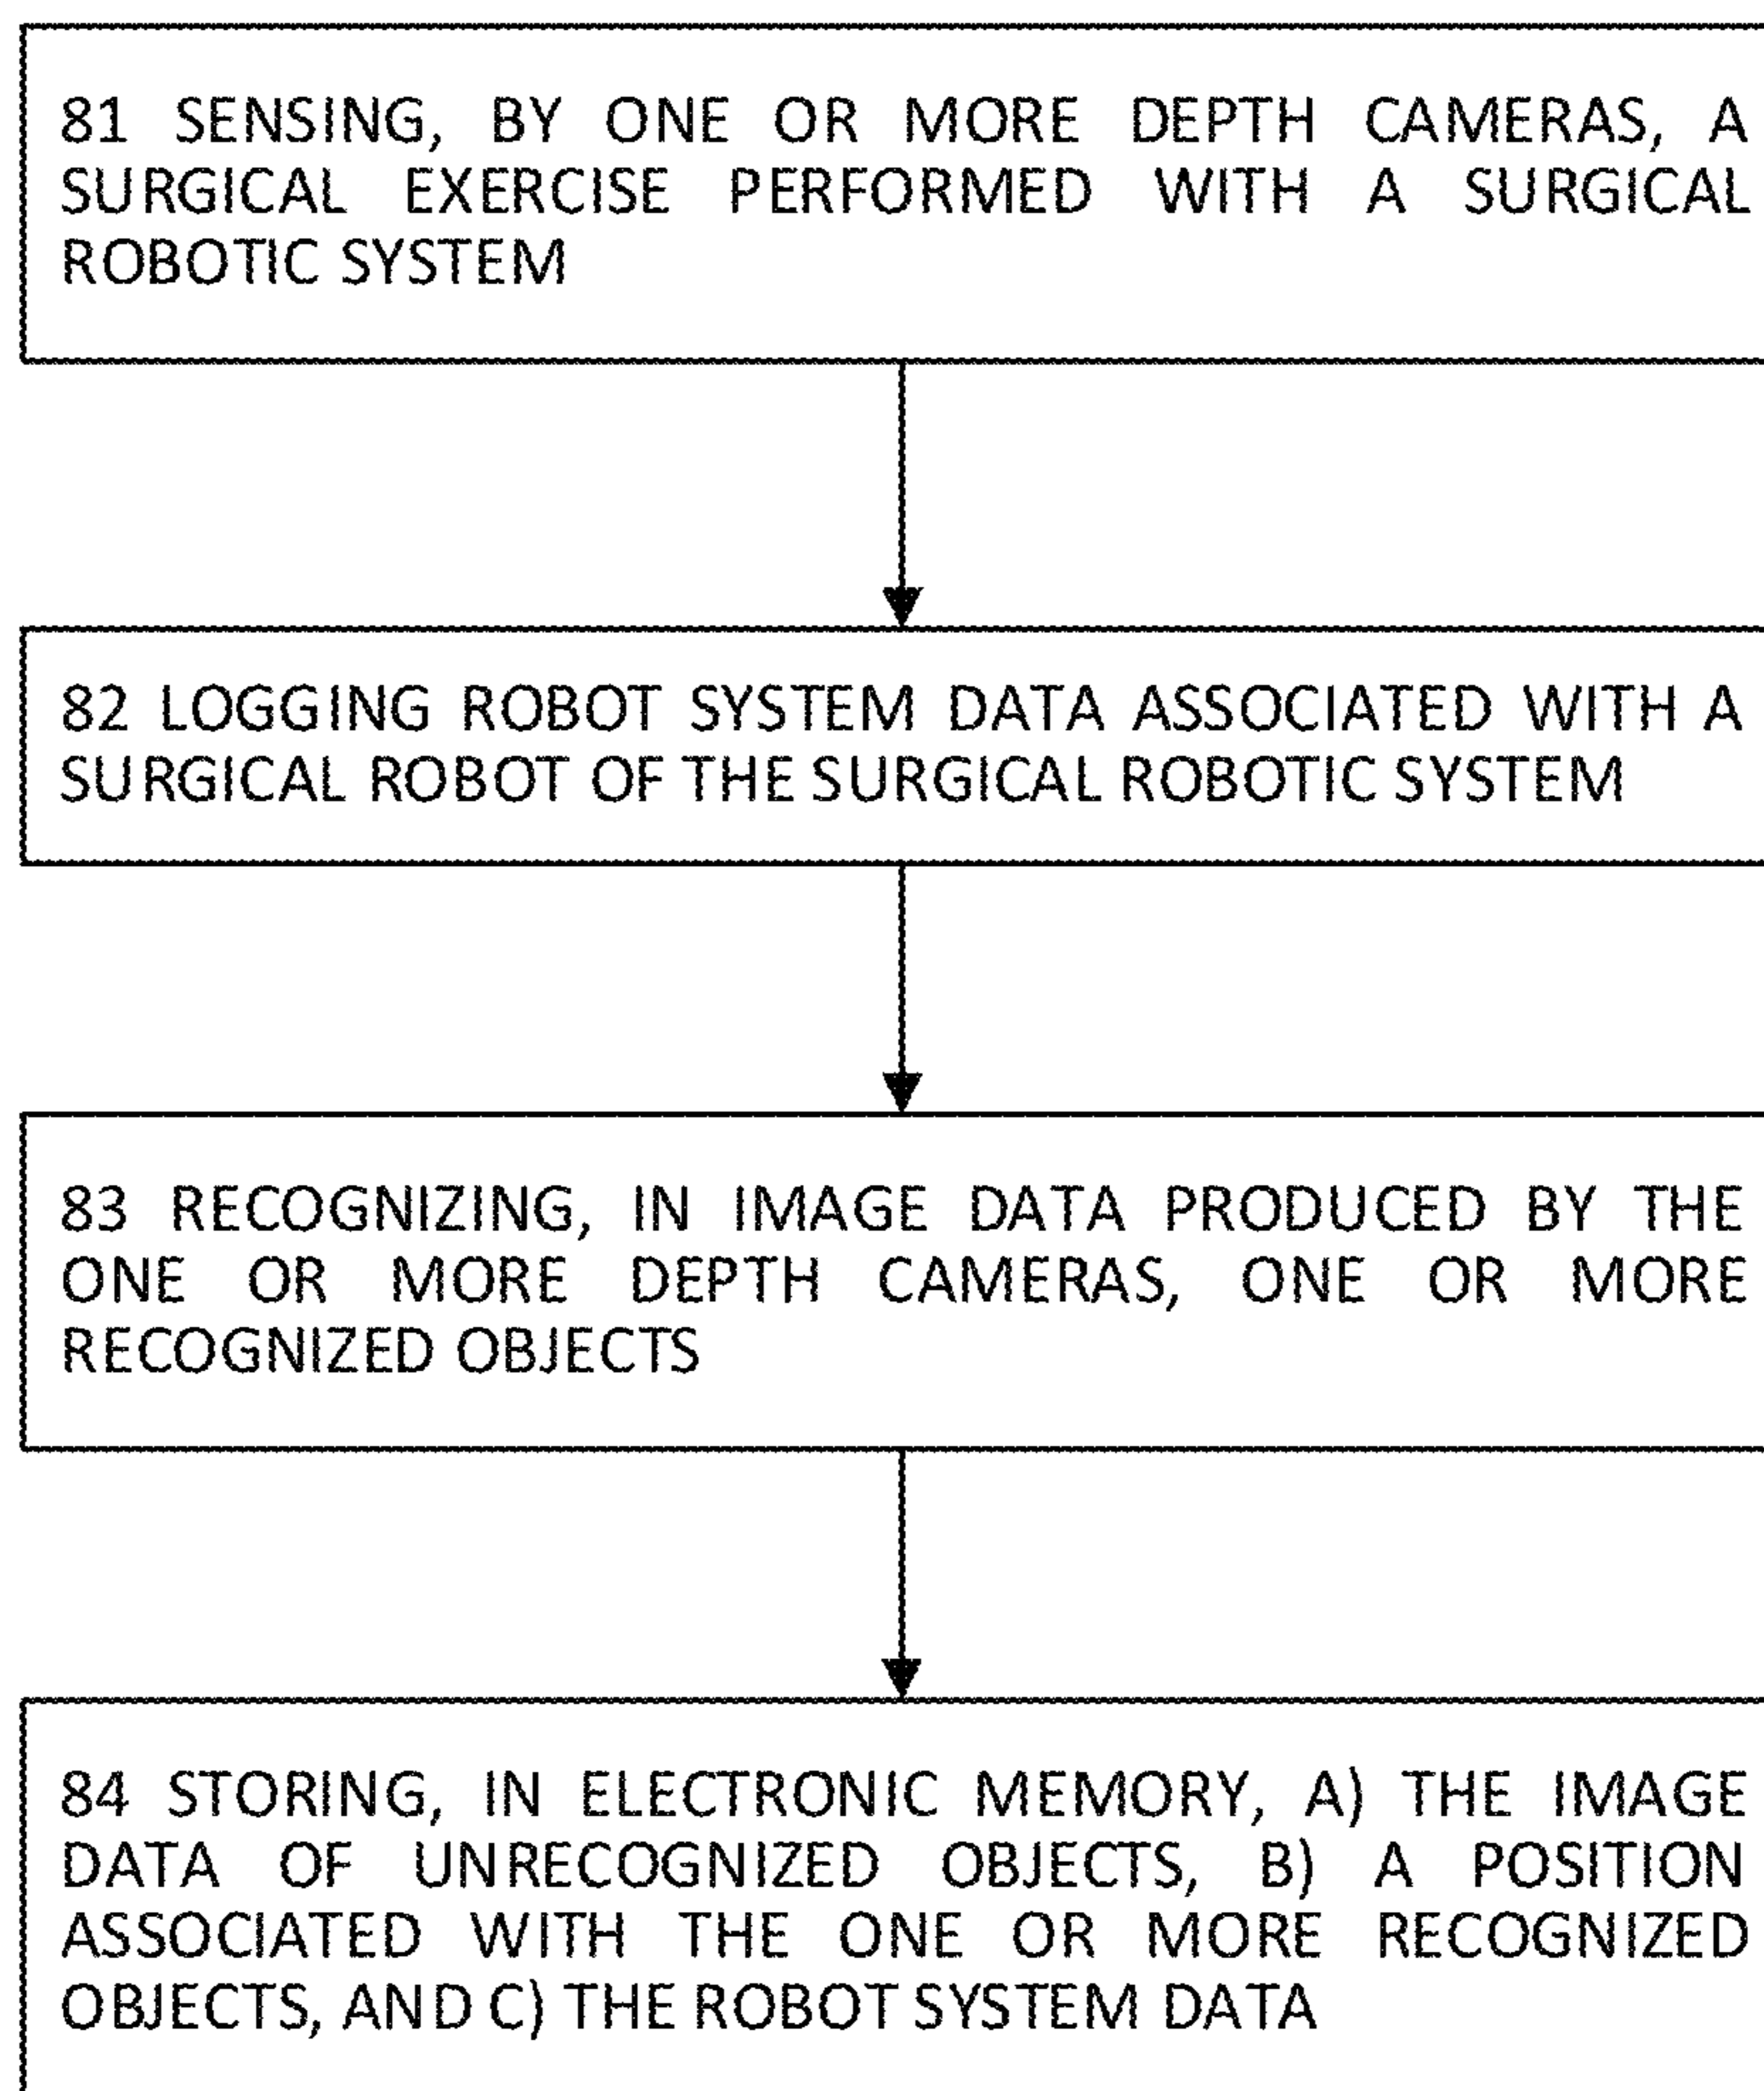 81 SENSING, BY ONE OR MORE DEPTH CAMERAS, A
SURGICAL EXERCISE PERFORMED WITH A SURGICAL
ROBOTIC SYSTEM
82 LOGGING ROBOT SYSTEM DATA ASSOCIATED WITH A
SURGICAL ROBOT OF THE SURGICAL ROBOTIC SYSTEM
83 RECOGNIZING, IN IMAGE DATA PRODUCED BY THE
ONE OR MORE DEPTH CAMERAS, ONE OR MORE
RECOGNIZED OBJECTS
84 STORING, IN ELECTRONIC MEMORY, A) THE IMAGE
DATA OF UNRECOGNIZED OBJECTS, B) A POSITION
ASSOCIATED WITH THE ONE OR MORE RECOGNIZED
OBJECTS, AND C) THE ROBOT SYSTEM DATA